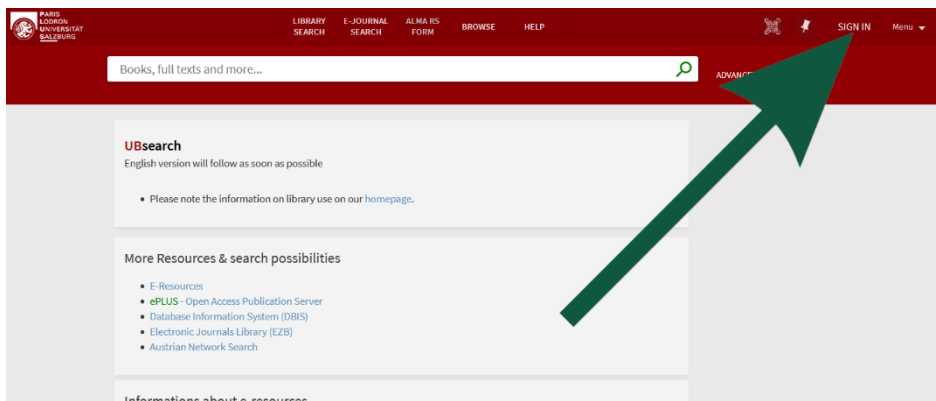 PARIS
LODRON
UNIVERSITÄT
SALZBURG
LIBRARY
SEARCH
E-JOURNAL
SEARCH
ALMA RS
FORM
BROWSE
HELP
SIGN IN
Menu
Books, full texts and more...
UBsearch
English version will follow as soon as possible
• Please note the information on library use on our homepage.
More Resources & search possibilities
• E-Resources
• ePLUS - Open Access Publication Server
• Database Information System (DBIS)
• Electronic Journals Library (EZB)
• Austrian Network Search
Informations about e-resources